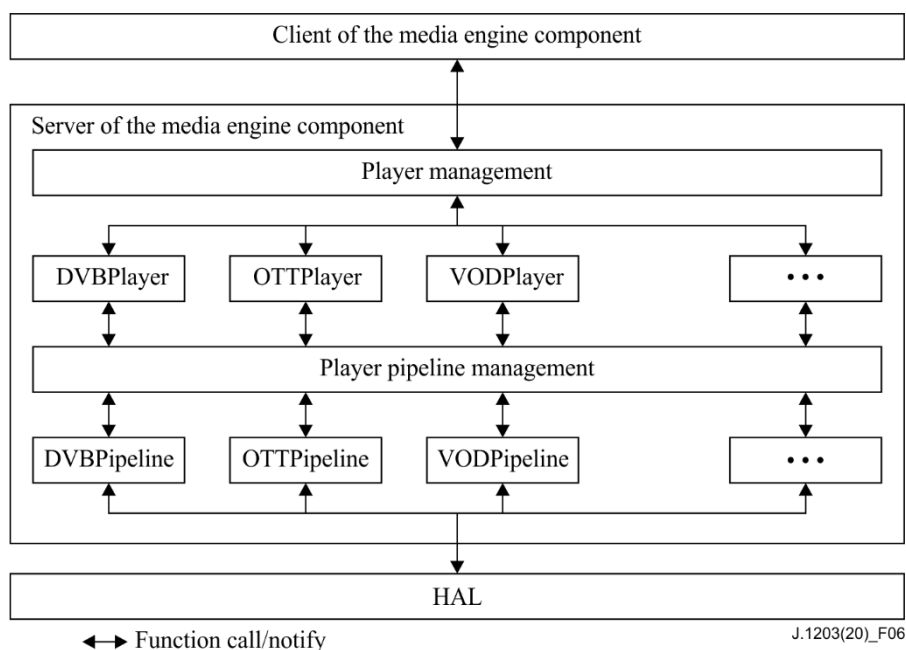 Client of the media engine component
Server of the media engine component
Player management
DVBPlayer OTTPlayer VODPlayer •••
Player pipeline management
DVBPipeline OTTPipeline VODPipeline •••
HAL
Function call/notify
J.1203(20)_F06